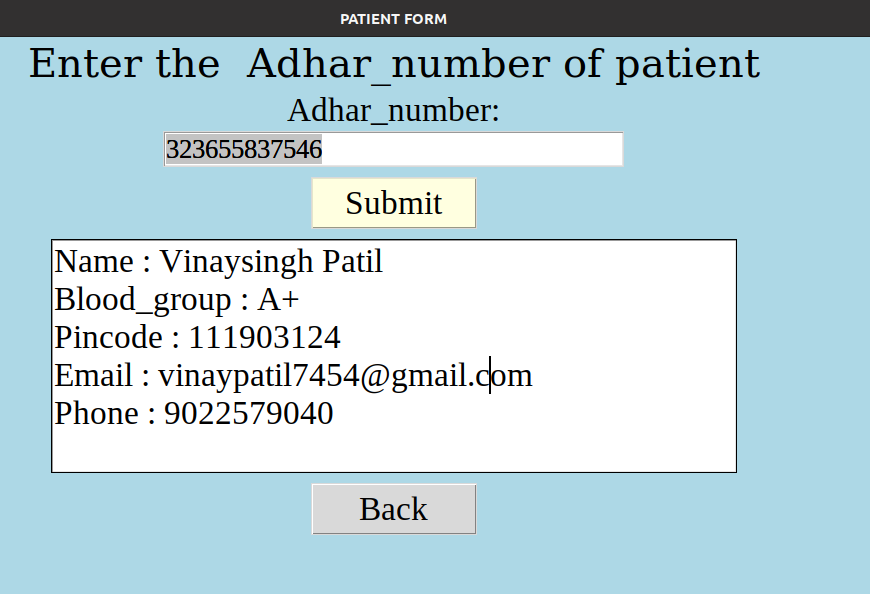 PATIENT FORM
Enter the  Adhar_number of patient
Adhar_number:
323655837546
Submit
Name : Vinaysingh Patil
Blood_group : A+
Pincode : 111903124
Email : vinaypatil7454@gmail.com
Phone : 9022579040
Back